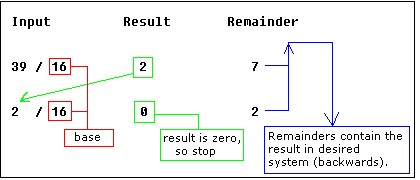 Input Result Remainder
39 / 16 2 7
2 / 16 0 2
base
result is zero,
so stop
Remainders contain the
result in desired
system (backwards).